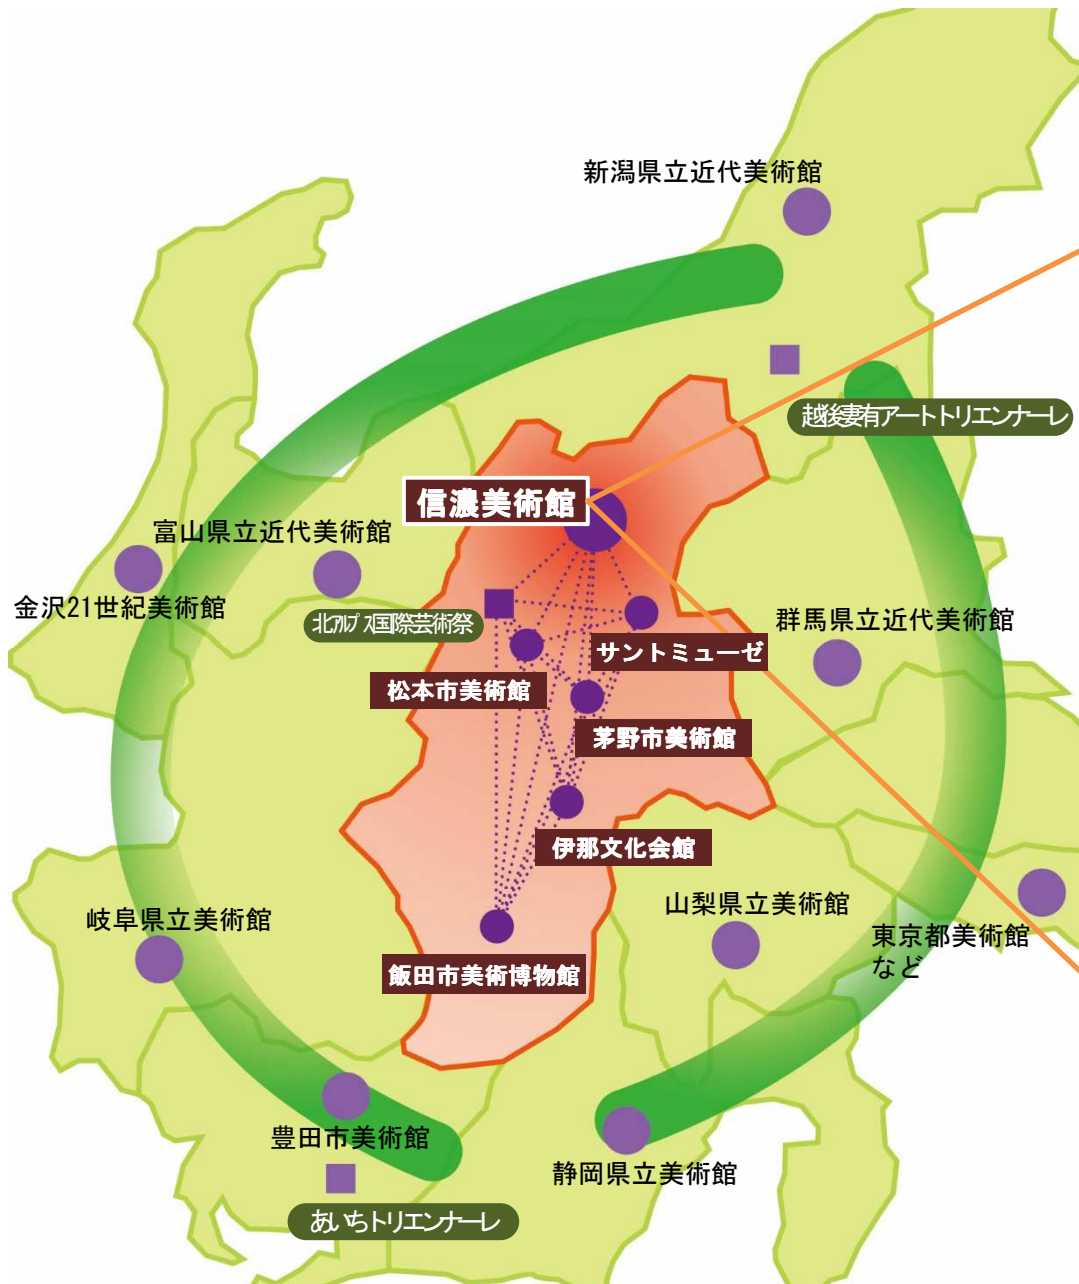 新潟県立近代美術館
越後妻有アートトリエンナーレ
信濃美術館
富山県立近代美術館
金沢21世紀美術館
北アルプス国際芸術祭
サントミューゼ
群馬県立近代美術館
松本市美術館
茅野市美術館
伊那文化会館
山梨県立美術館
岐阜県立美術館
東京都美術館
など
飯田市美術博物館
豊田市美術館
静岡県立美術館
あいちトリエンナーレ